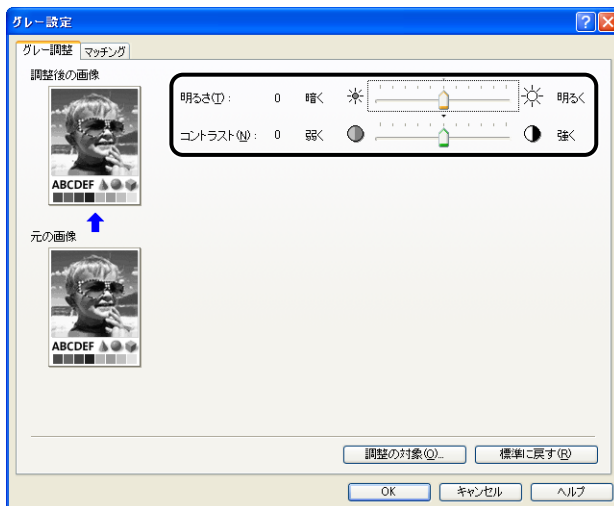 グレー設定
グレー調整 マッチング
調整後の画像
明るさ(T): 0 暗く 明るく
コントラスト(N): 0 弱く 強く
ABCDEF
元の画像
ABCDEF
調整の対象(O)... 標準に戻す(R)
OK キャンセル ヘルプ